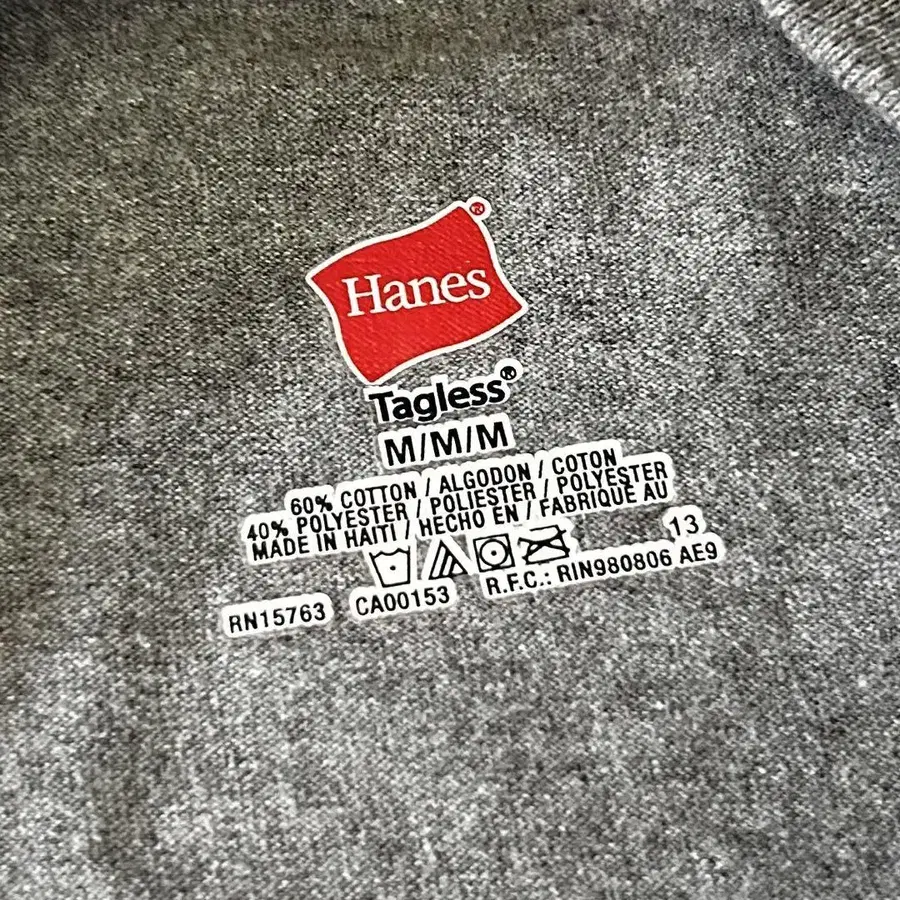 Hanes®
Tagless®
M/M/M
60% COTTON / ALGODON / COTON
40% POLYESTER / POLIESTER / POLYESTER
MADE IN HAITI / HECHO EN / FABRIQUÉ AU
13
RN15763 CA00153 R.F.C.: RIN980806 AE9